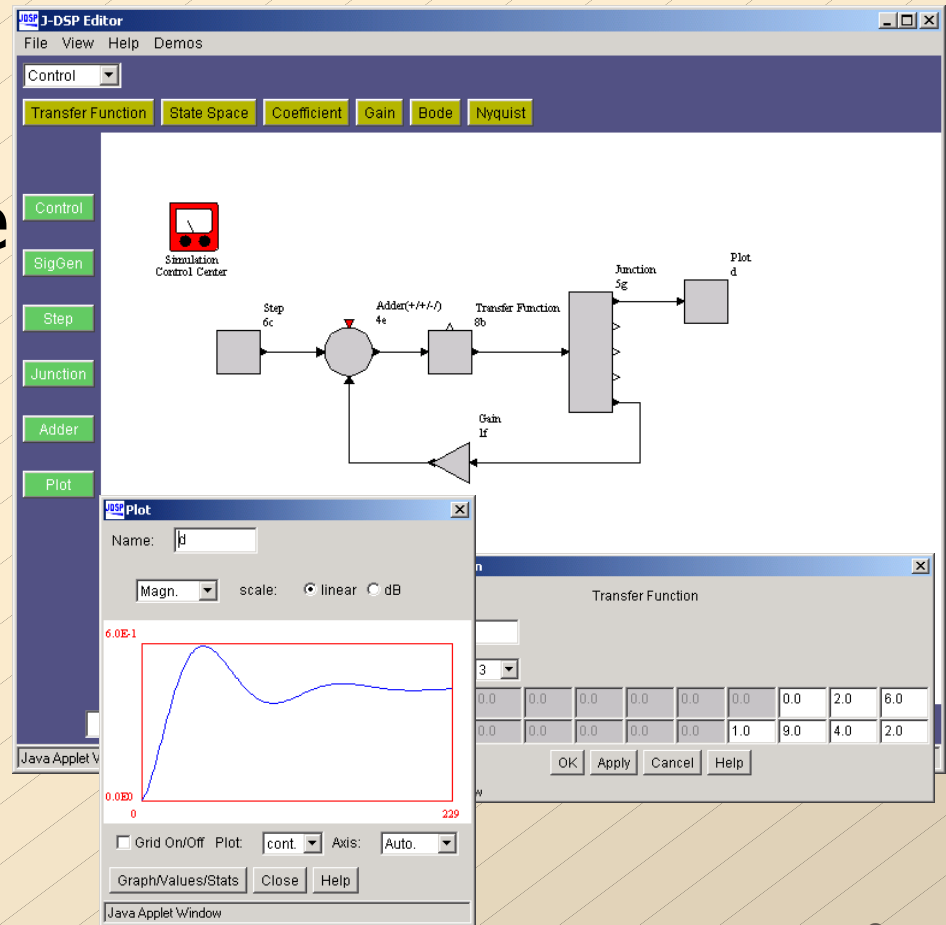 JDSP J-DSP Editor
File View Help Demos
Control
Transfer Function State Space Coefficient Gain Bode Nyquist
Control
e
SigGen
Step
Junction
Adder
Plot
Simulation
Control Center
Step
6c
Adder(+/+/-/)
4e
Transfer Function
8b
Junction
5g
Plot
d
Gain
1f
JDSP Plot
Name: d
Magn. scale: linear dB
6.0E-1
0.0E0
0 229
Grid On/Off Plot: cont. Axis: Auto.
Graph/Values/Stats Close Help
Java Applet Window
n
Transfer Function
3
0.0 0.0 0.0 0.0 0.0 0.0 0.0 2.0 6.0
0.0 0.0 0.0 0.0 0.0 1.0 9.0 4.0 2.0
OK Apply Cancel Help
w
Java Applet